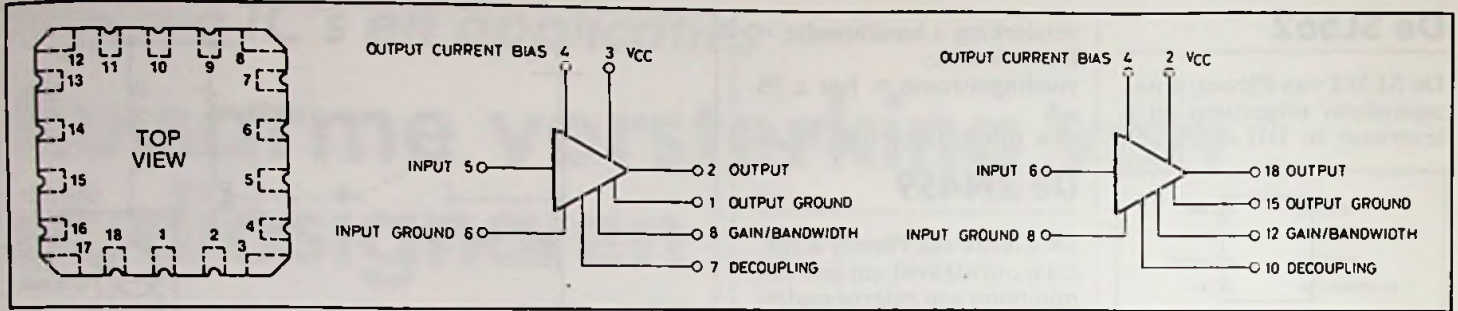 12
11
10
9
8
13
7
14
TOP
VIEW
6
15
5
16
4
17
18
1
2
3
OUTPUT CURRENT BIAS 4
3 VCC
INPUT 5
2 OUTPUT
1 OUTPUT GROUND
INPUT GROUND 6
8 GAIN/BANDWIDTH
7 DECOUPLING
OUTPUT CURRENT BIAS 4
2 VCC
INPUT 6
18 OUTPUT
15 OUTPUT GROUND
INPUT GROUND 8
12 GAIN/BANDWIDTH
10 DECOUPLING